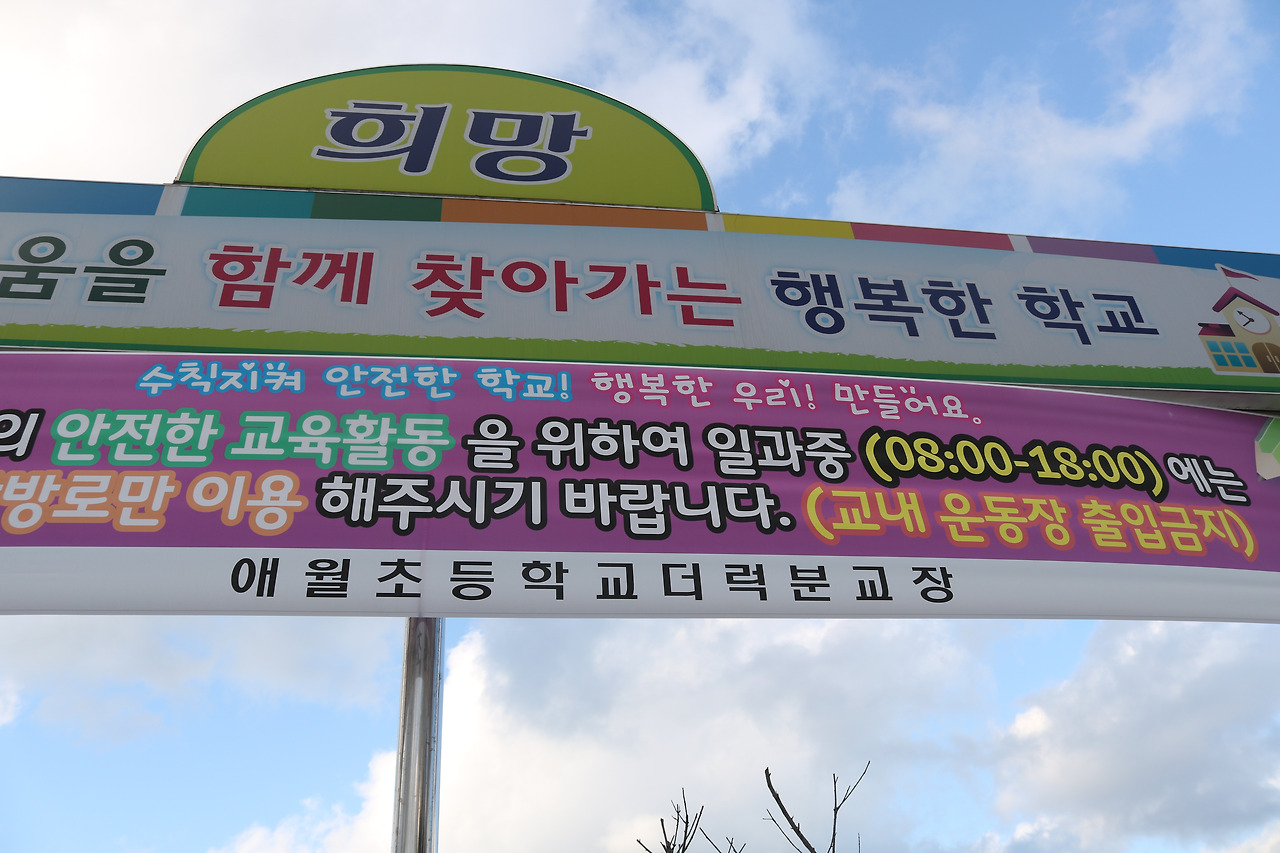 희망
움을 함께 찾아가는 행복한 학교
수칙지켜 안전한 학교! 행복한 우리! 만들어요.
의 안전한 교육활동 을 위하여 일과중 (08:00-18:00) 에는
방로만 이용 해주시기 바랍니다. (교내 운동장 출입금지)
애월초등학교더럭분교장